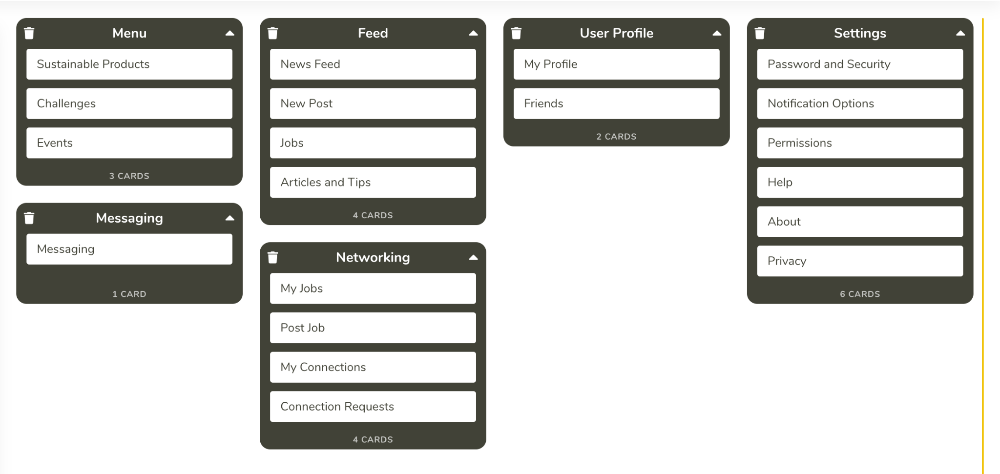 Menu
Sustainable Products
Challenges
Events
3 CARDS
Messaging
Messaging
1 CARD
Feed
News Feed
New Post
Jobs
Articles and Tips
4 CARDS
Networking
My Jobs
Post Job
My Connections
Connection Requests
4 CARDS
User Profile
My Profile
Friends
2 CARDS
Settings
Password and Security
Notification Options
Permissions
Help
About
Privacy
6 CARDS